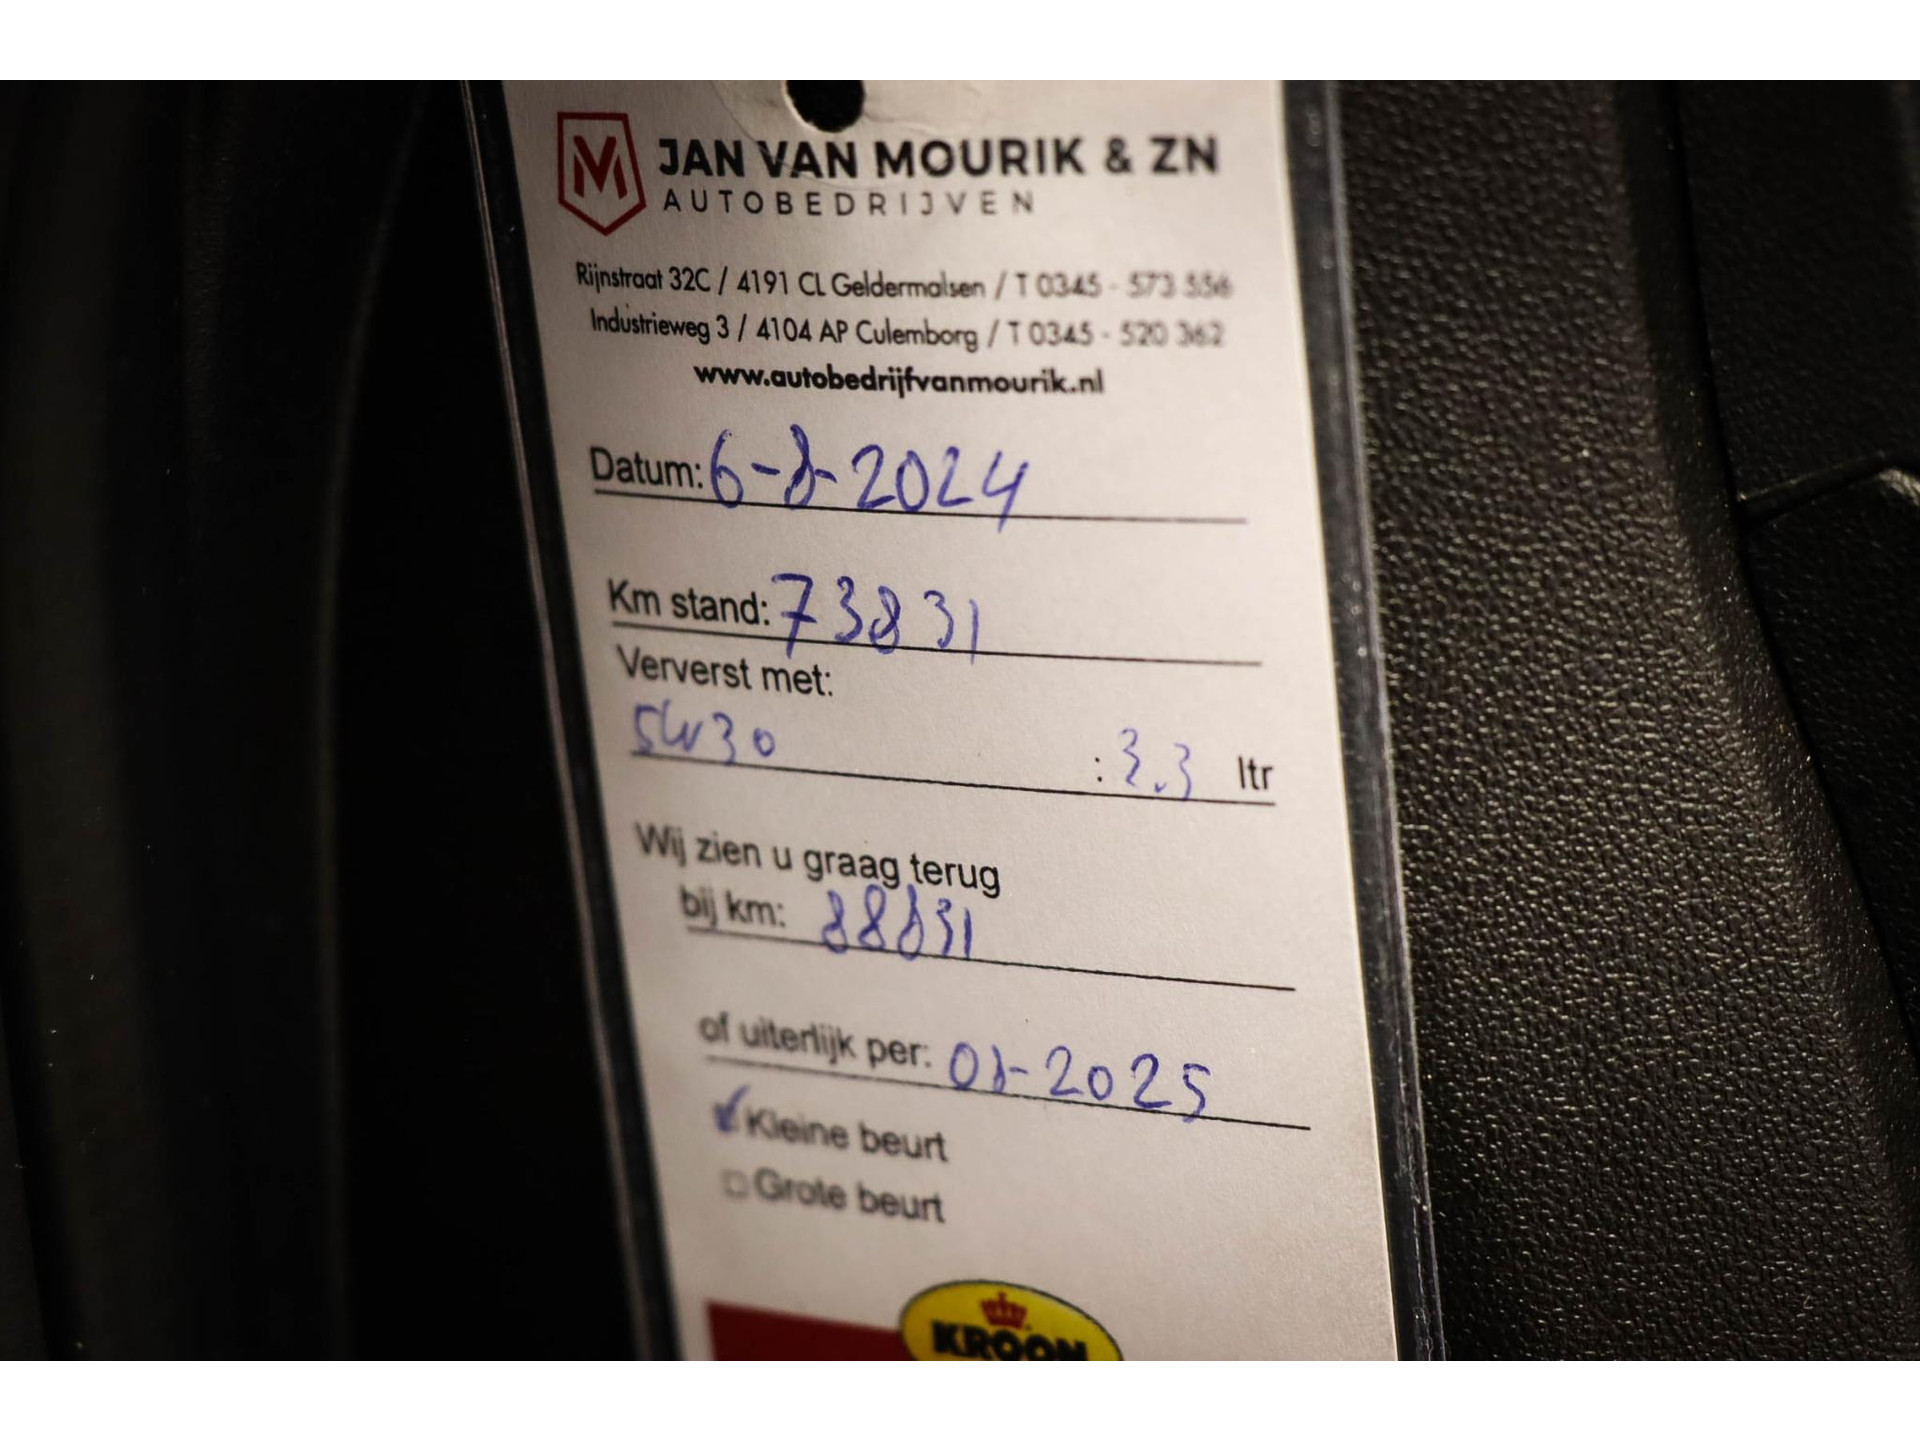 JAN VAN MOURIK & ZN
AUTOBEDRIJVEN
Rijnstraat 32C / 4191 CL Geldermalsen / T 0345 - 573 556
Industrieweg 3 / 4104 AP Culemborg / T 0345 - 520 362
www.autobedrijfvanmourik.nl
Datum: 6-8-2024
Km stand: 73831
Ververst met:
5W30 : 3.3 ltr
Wij zien u graag terug
bij km: 88831
of uiterlijk per: 08-2025
Kleine beurt
Grote beurt
KROON